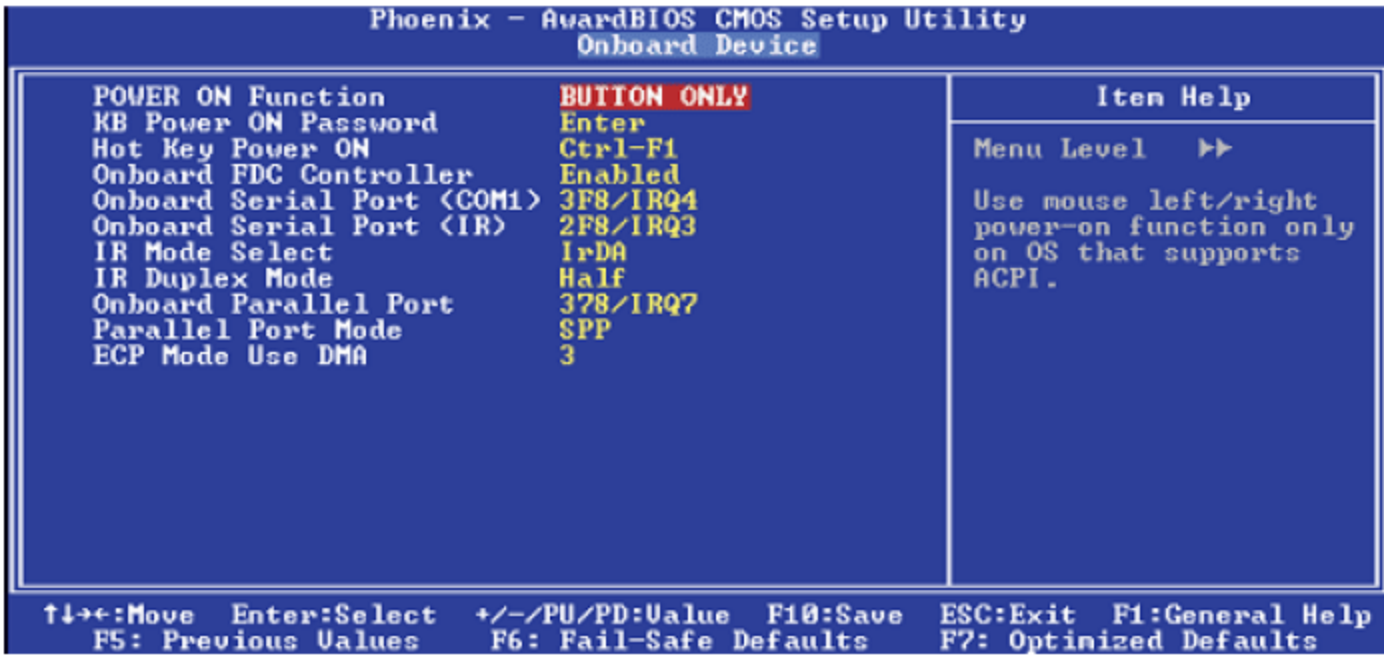 Phoenix - AwardBIOS CMOS Setup Utility
Onboard Device
POWER ON Function BUTTON ONLY
KB Power ON Password Enter
Hot Key Power ON Ctrl-F1
Onboard FDC Controller Enabled
Onboard Serial Port (COM1) 3F8/IRQ4
Onboard Serial Port (IR) 2F8/IRQ3
IR Mode Select IrDA
IR Duplex Mode Half
Onboard Parallel Port 378/IRQ7
Parallel Port Mode SPP
ECP Mode Use DMA 3
Item Help
Menu Level ►►
Use mouse left/right
power-on function only
on OS that supports
ACPI.
↑↓→←:Move Enter:Select +/-/PU/PD:Value F10:Save ESC:Exit F1:General Help
F5: Previous Values F6: Fail-Safe Defaults F7: Optimized Defaults